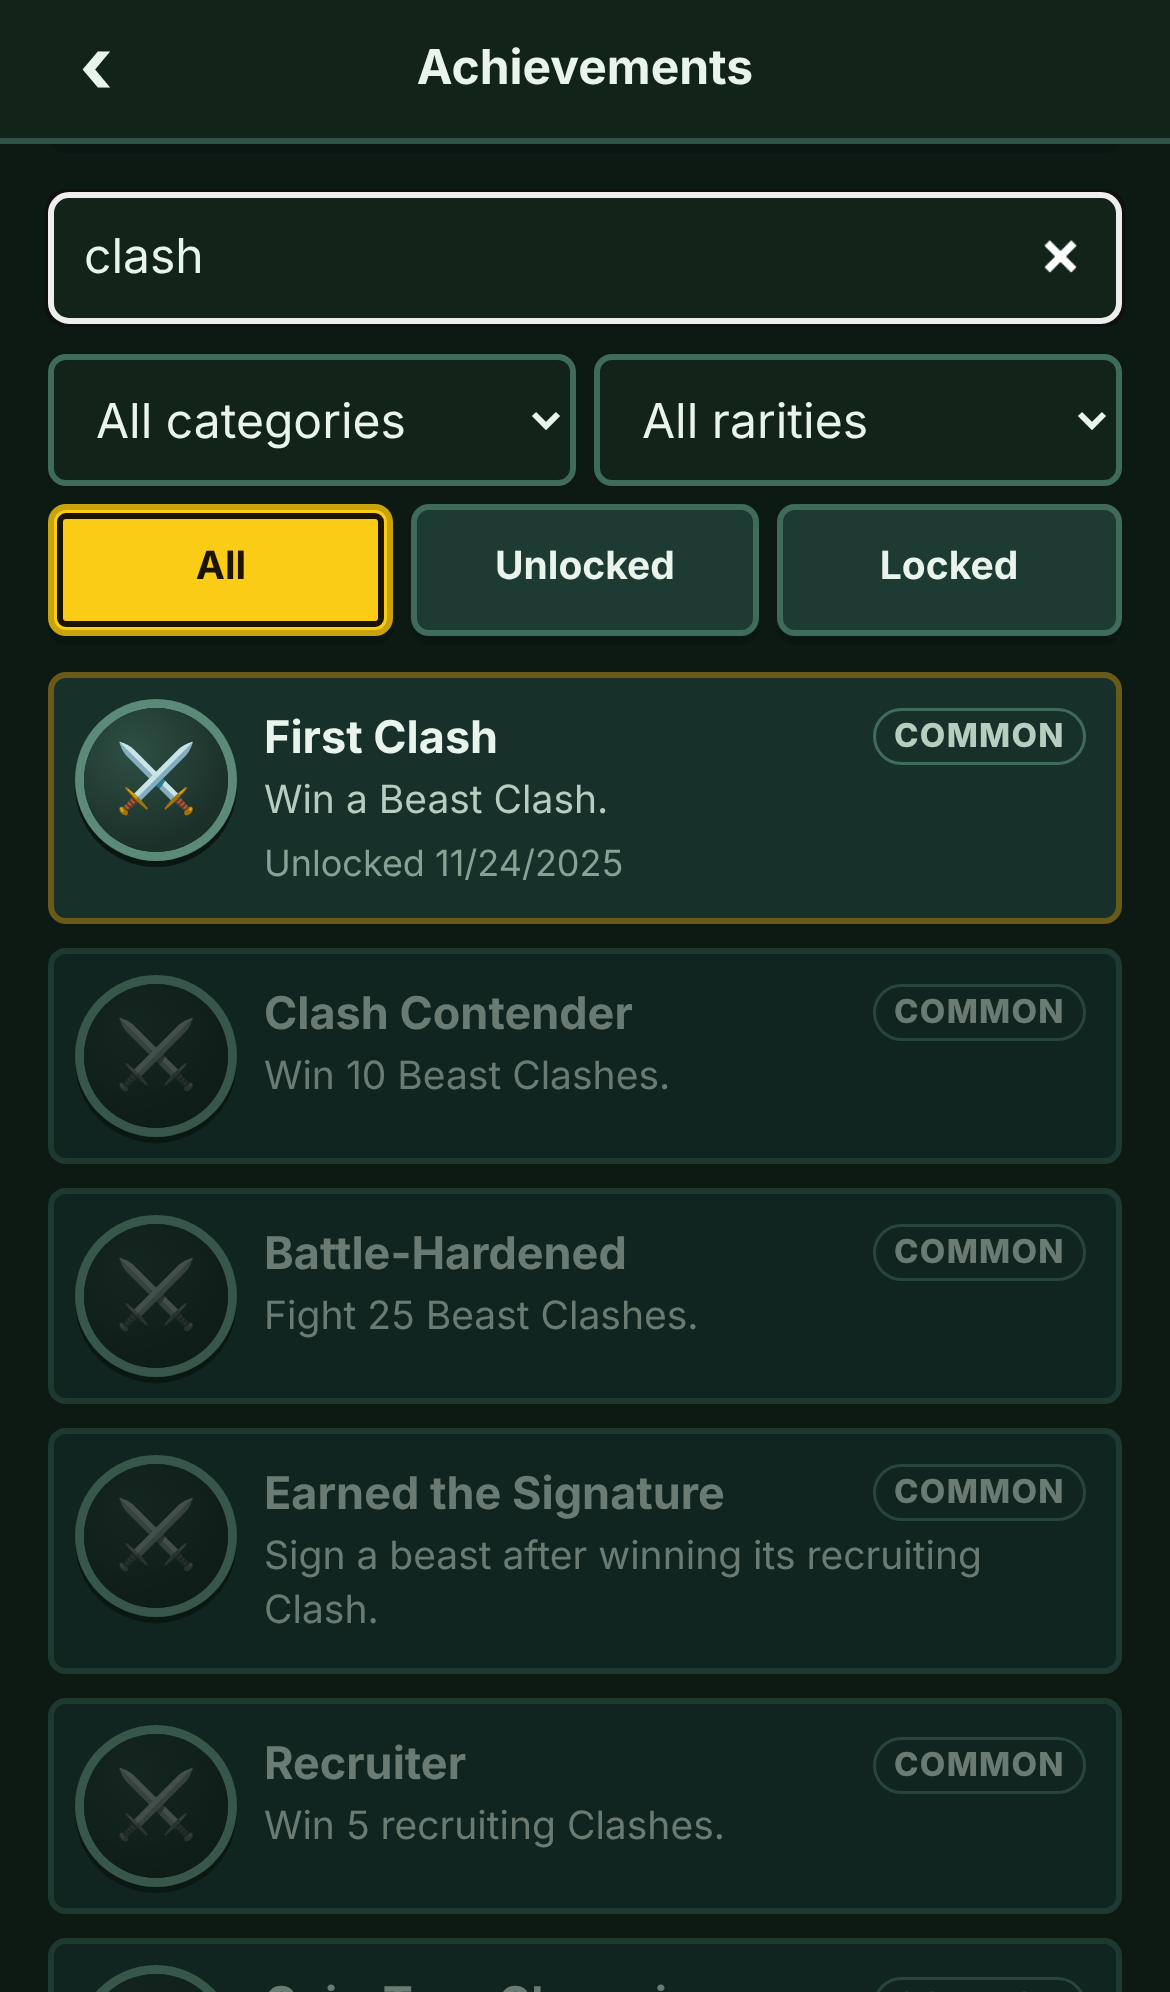 Achievements
clash
All categories
All rarities
All
Unlocked
Locked
First Clash
COMMON
Win a Beast Clash.
Unlocked 11/24/2025
Clash Contender
COMMON
Win 10 Beast Clashes.
Battle-Hardened
COMMON
Fight 25 Beast Clashes.
Earned the Signature
COMMON
Sign a beast after winning its recruiting
Clash.
Recruiter
COMMON
Win 5 recruiting Clashes.